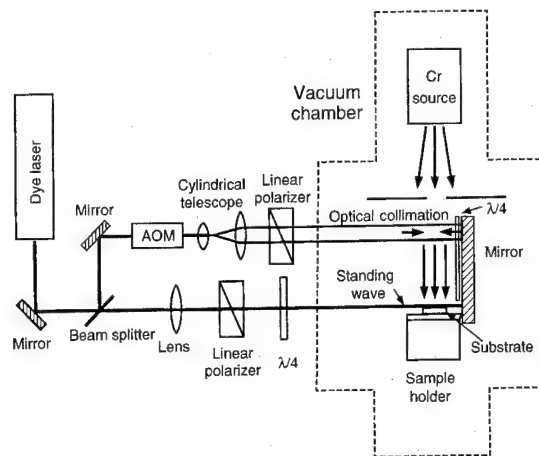 Cr
source
Vacuum
chamber
Dye laser
Mirror
AOM
Cylindrical
telescope
Linear
polarizer
Optical collimation
λ/4
Mirror
Standing
wave
Mirror
Beam splitter
Lens
Linear
polarizer
λ/4
Substrate
Sample
holder